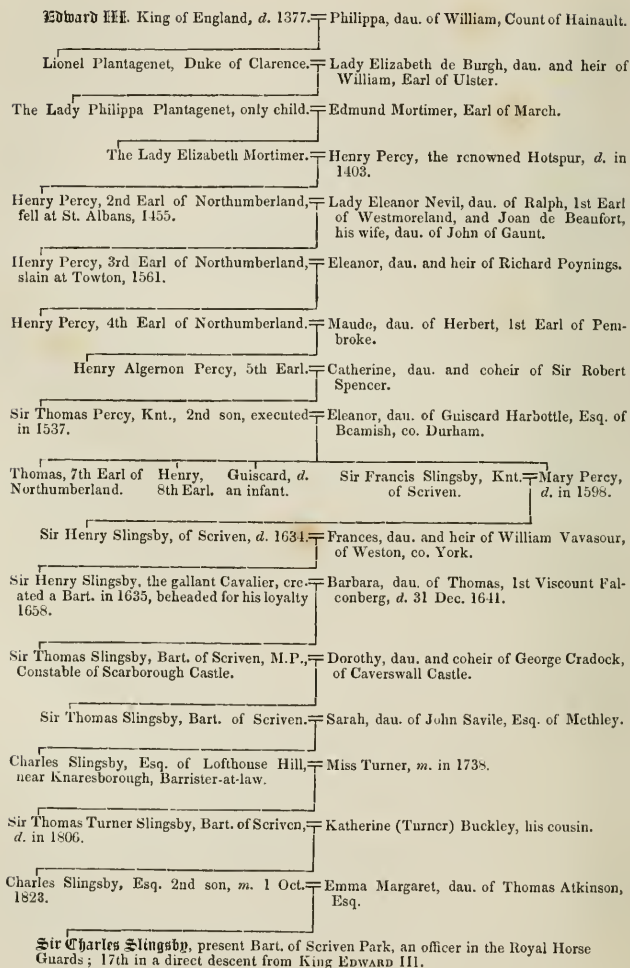 Edward III. King of England, d. 1377. = Philippa, dau. of William, Count of Hainault.
Lionel Plantagenet, Duke of Clarence. = Lady Elizabeth de Burgh, dau. and heir of
William, Earl of Ulster.
The Lady Philippa Plantagenet, only child. = Edmund Mortimer, Earl of March.
The Lady Elizabeth Mortimer. = Henry Percy, the renowned Hotspur, d. in
1403.
Henry Percy, 2nd Earl of Northumberland, = Lady Eleanor Nevil, dau. of Ralph, 1st Earl
fell at St. Albans, 1455. of Westmoreland, and Joan de Beaufort,
his wife, dau. of John of Gaunt.
Henry Percy, 3rd Earl of Northumberland, = Eleanor, dau. and heir of Richard Poynings.
slain at Towton, 1561.
Henry Percy, 4th Earl of Northumberland. = Maude, dau. of Herbert, 1st Earl of Pem-
broke.
Henry Algernon Percy, 5th Earl. = Catherine, dau. and coheir of Sir Robert
Spencer.
Sir Thomas Percy, Knt., 2nd son, executed = Eleanor, dau. of Guiscard Harbottle, Esq. of
in 1537. Beamish, co. Durham.
Thomas, 7th Earl of Henry, Guiscard, d. Sir Francis Slingsby, Knt. = Mary Percy,
Northumberland. 8th Earl. an infant. of Scriven. d. in 1598.
Sir Henry Slingsby, of Scriven, d. 1634. = Frances, dau. and heir of William Vavasour,
of Weston, co. York.
Sir Henry Slingsby, the gallant Cavalier, cre- = Barbara, dau. of Thomas, 1st Viscount Fal-
ated a Bart. in 1635, beheaded for his loyalty conberg, d. 31 Dec. 1641.
1658.
Sir Thomas Slingsby, Bart. of Scriven, M.P., = Dorothy, dau. and coheir of George Cradock,
Constable of Scarborough Castle. of Caverswall Castle.
Sir Thomas Slingsby, Bart. of Scriven. = Sarah, dau. of John Savile, Esq. of Methley.
Charles Slingsby, Esq. of Lofthouse Hill, = Miss Turner, m. in 1738.
near Knaresborough, Barrister-at-law.
Sir Thomas Turner Slingsby, Bart. of Scriven, = Katherine (Turner) Buckley, his cousin.
d. in 1806.
Charles Slingsby, Esq. 2nd son, m. 1 Oct. = Emma Margaret, dau. of Thomas Atkinson,
1823. Esq.
Sir Charles Slingsby, present Bart. of Scriven Park, an officer in the Royal Horse
Guards; 17th in a direct descent from King EDWARD III.